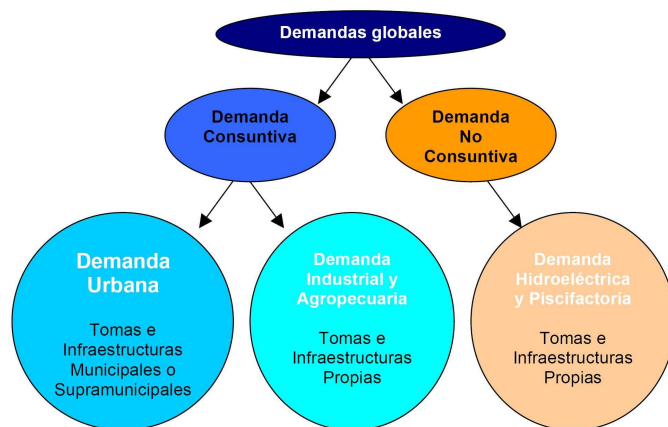 Demandas globales
Demanda
Consuntiva
Demanda
No
Consuntiva
Demanda
Urbana
Tomas e
Infraestructuras
Municipales o
Supramunicipales
Demanda
Industrial y
Agropecuaria
Tomas e
Infraestructuras
Propias
Demanda
Hidroeléctrica
y Piscifactoria
Tomas e
Infraestructuras
Propias